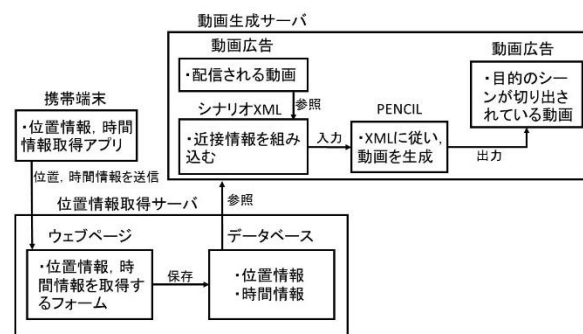 動画生成サーバ
動画広告
・配信される動画
動画広告
・目的のシー
ンが切り出さ
れている動画
参照
シナリオXML
・近接情報を組み
込む
入力
PENCIL
・XMLに従い,
動画を生成
出力
携帯端末
・位置情報，時間
情報取得アプリ
位置，時間情報を送信
参照
位置情報取得サーバ
ウェブページ
・位置情報，時
間情報を取得す
るフォーム
保存
データベース
・位置情報
・時間情報